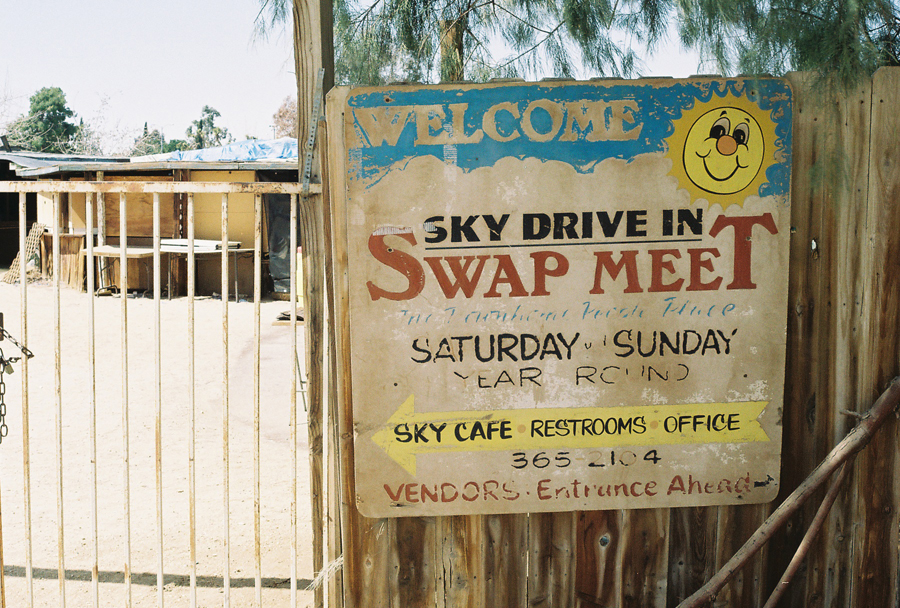 WELCOME
SKY DRIVE IN
SWAP MEET
Place
SATURDAY SUNDAY
YEAR ROUND
SKY CAFE • RESTROOMS • OFFICE
365-2104
VENDORS. Entrance Ahead